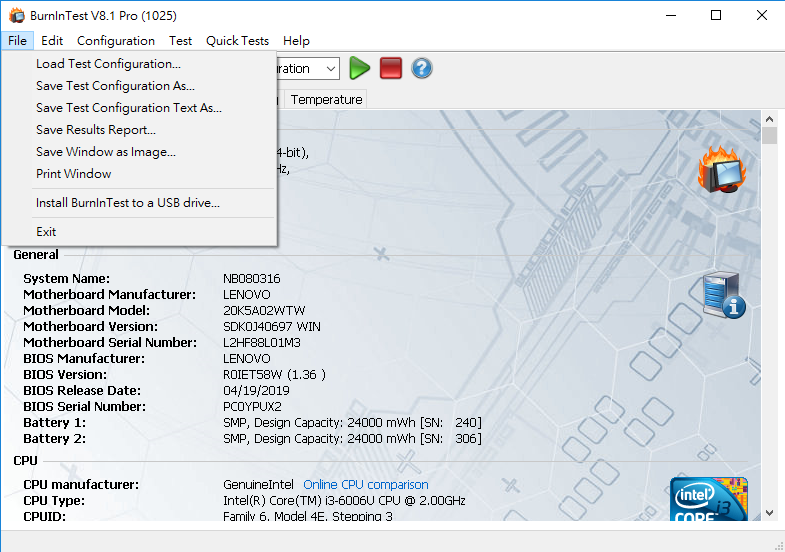 BurnInTest V8.1 Pro (1025)
File Edit Configuration Test Quick Tests Help
Load Test Configuration...
Save Test Configuration As...
Save Test Configuration Text As...
Save Results Report...
Save Window as Image...
Print Window
Install BurnInTest to a USB drive...
Exit
Temperature
4-bit),
General
System Name: NB080316
Motherboard Manufacturer: LENOVO
Motherboard Model: 20K5A02WTW
Motherboard Version: SDK0J40697 WIN
Motherboard Serial Number: L2HF88L01M3
BIOS Manufacturer: LENOVO
BIOS Version: R0IET58W (1.36 )
BIOS Release Date: 04/19/2019
BIOS Serial Number: PC0YPUX2
Battery 1: SMP, Design Capacity: 24000 mWh [SN: 240]
Battery 2: SMP, Design Capacity: 24000 mWh [SN: 306]
CPU
CPU manufacturer: GenuineIntel Online CPU comparison
CPU Type: Intel(R) Core(TM) i3-6006U CPU @ 2.00GHz
CPUID: Family 6, Model 4E, Stepping 3
intel i3
CORE